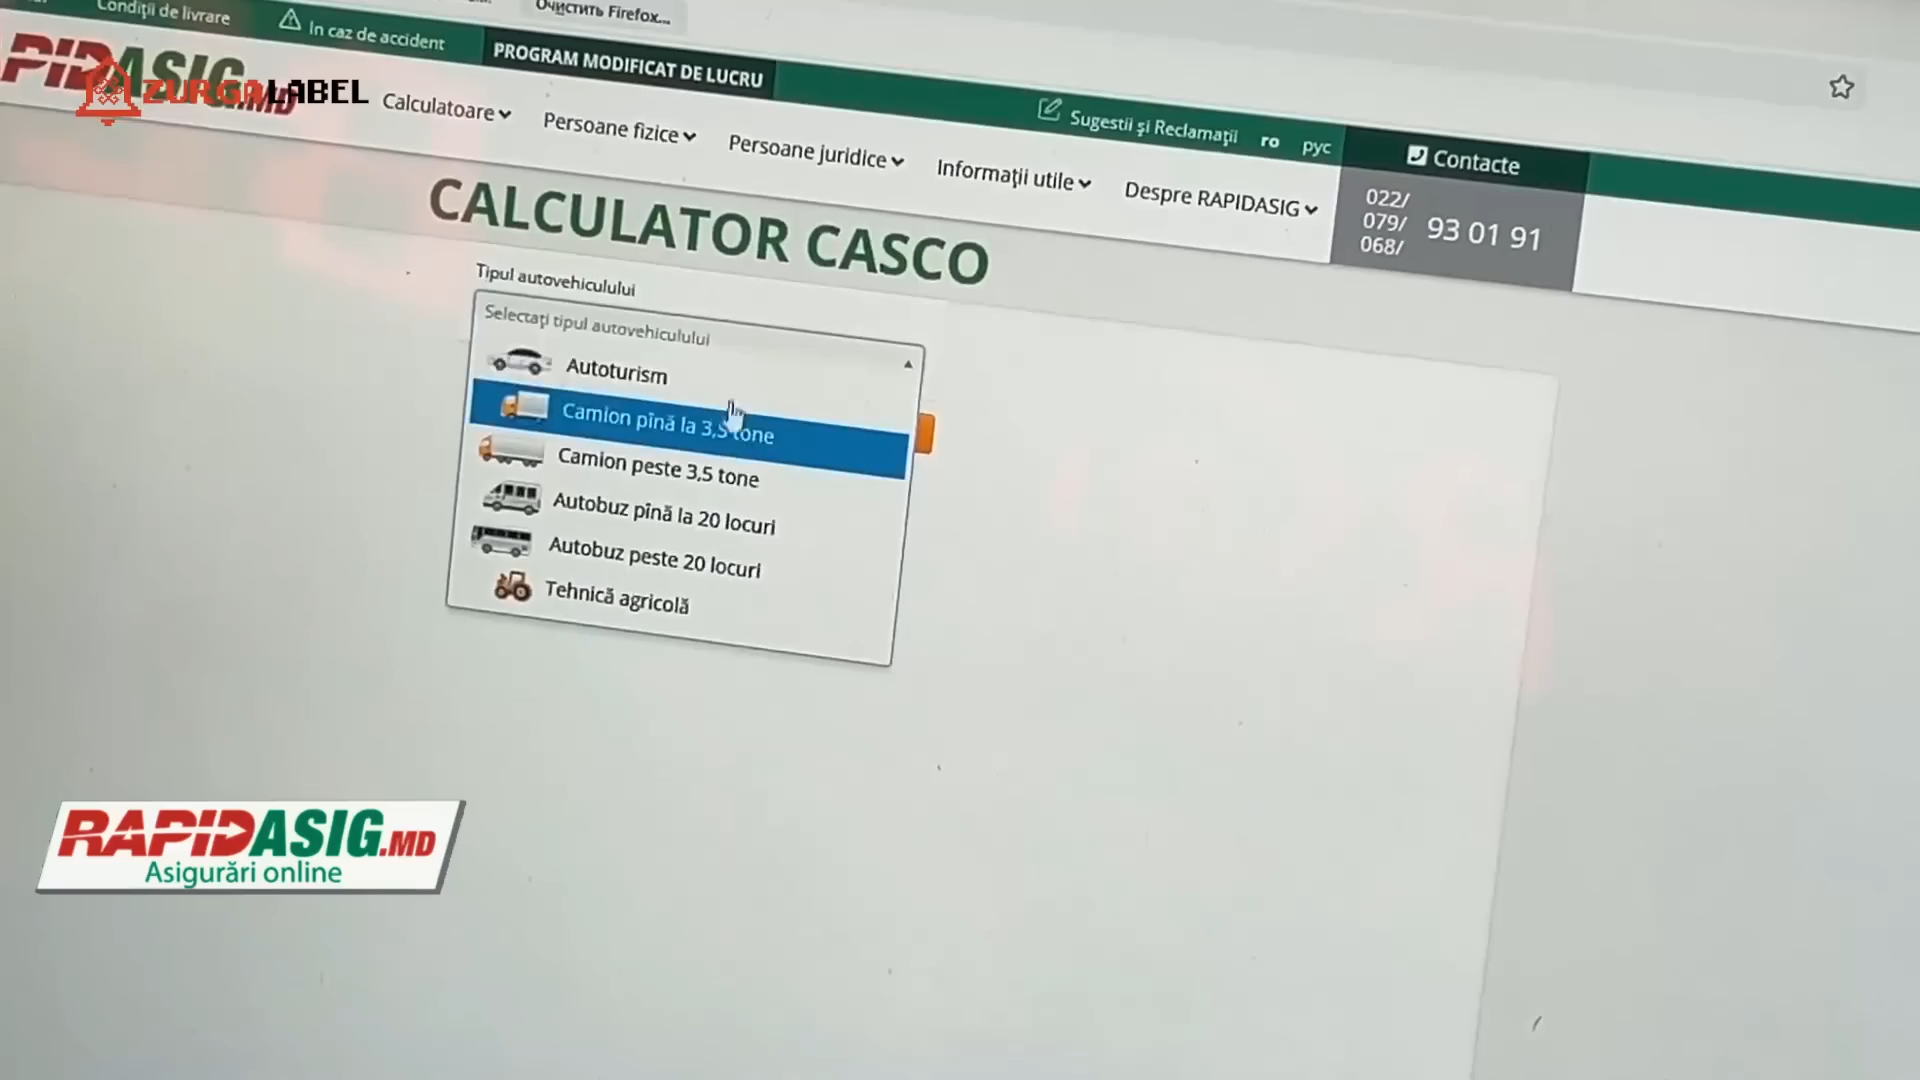 Очистить Firefox...
Condiții de livrare
In caz de accident
PROGRAM MODIFICAT DE LUCRU
Sugestii și Reclamații
ro
рус
Contacte
PIDASIG.MD
ZURGALABEL
Calculatoare
Persoane fizice
Persoane juridice
Informații utile
Despre RAPIDASIG
022/
079/
068/
93 01 91
CALCULATOR CASCO
Tipul autovehiculului
Selectați tipul autovehiculului
Autoturism
Camion pînă la 3,5 tone
Camion peste 3,5 tone
Autobuz pînă la 20 locuri
Autobuz peste 20 locuri
Tehnică agricolă
RAPIDASIG.MD
Asigurări online